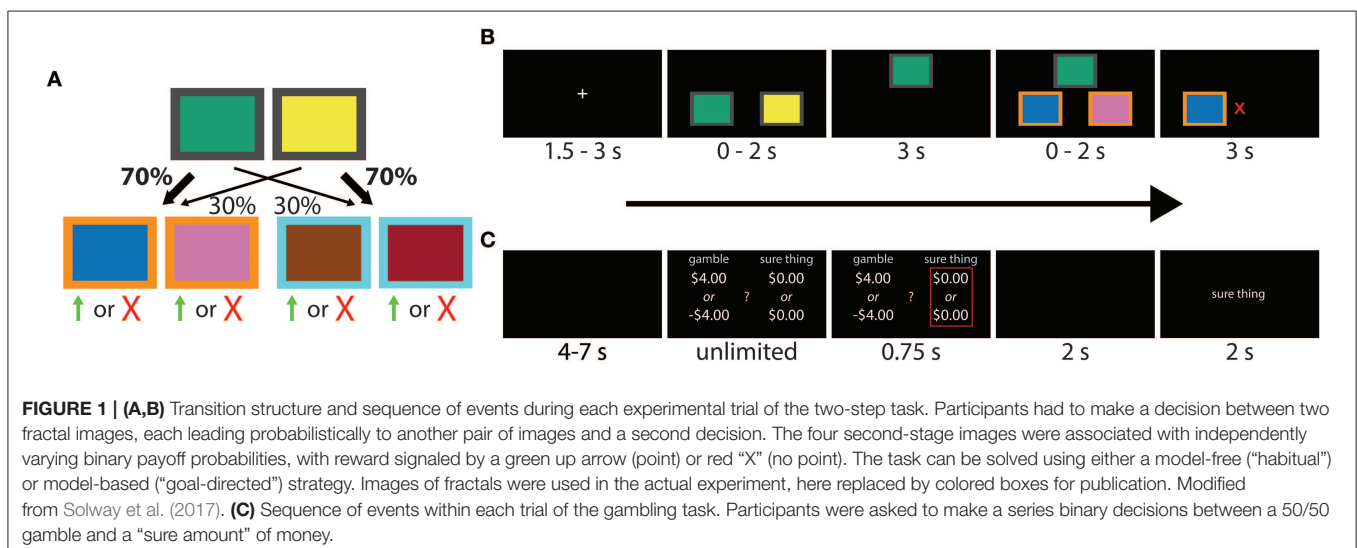 A
70%
70%
30%
30%
↑ or X
↑ or X
↑ or X
↑ or X
B
+
X
1.5 - 3 s
0 - 2 s
3 s
0 - 2 s
3 s
C
gamble
sure thing
$4.00
$0.00
or
?
or
-$4.00
$0.00
gamble
sure thing
$4.00
$0.00
or
?
or
-$4.00
$0.00
sure thing
4-7 s
unlimited
0.75 s
2 s
2 s
FIGURE 1 | (A,B) Transition structure and sequence of events during each experimental trial of the two-step task. Participants had to make a decision between two
fractal images, each leading probabilistically to another pair of images and a second decision. The four second-stage images were associated with independently
varying binary payoff probabilities, with reward signaled by a green up arrow (point) or red “X” (no point). The task can be solved using either a model-free (“habitual”)
or model-based (“goal-directed”) strategy. Images of fractals were used in the actual experiment, here replaced by colored boxes for publication. Modified
from Solway et al. (2017). (C) Sequence of events within each trial of the gambling task. Participants were asked to make a series binary decisions between a 50/50
gamble and a “sure amount” of money.